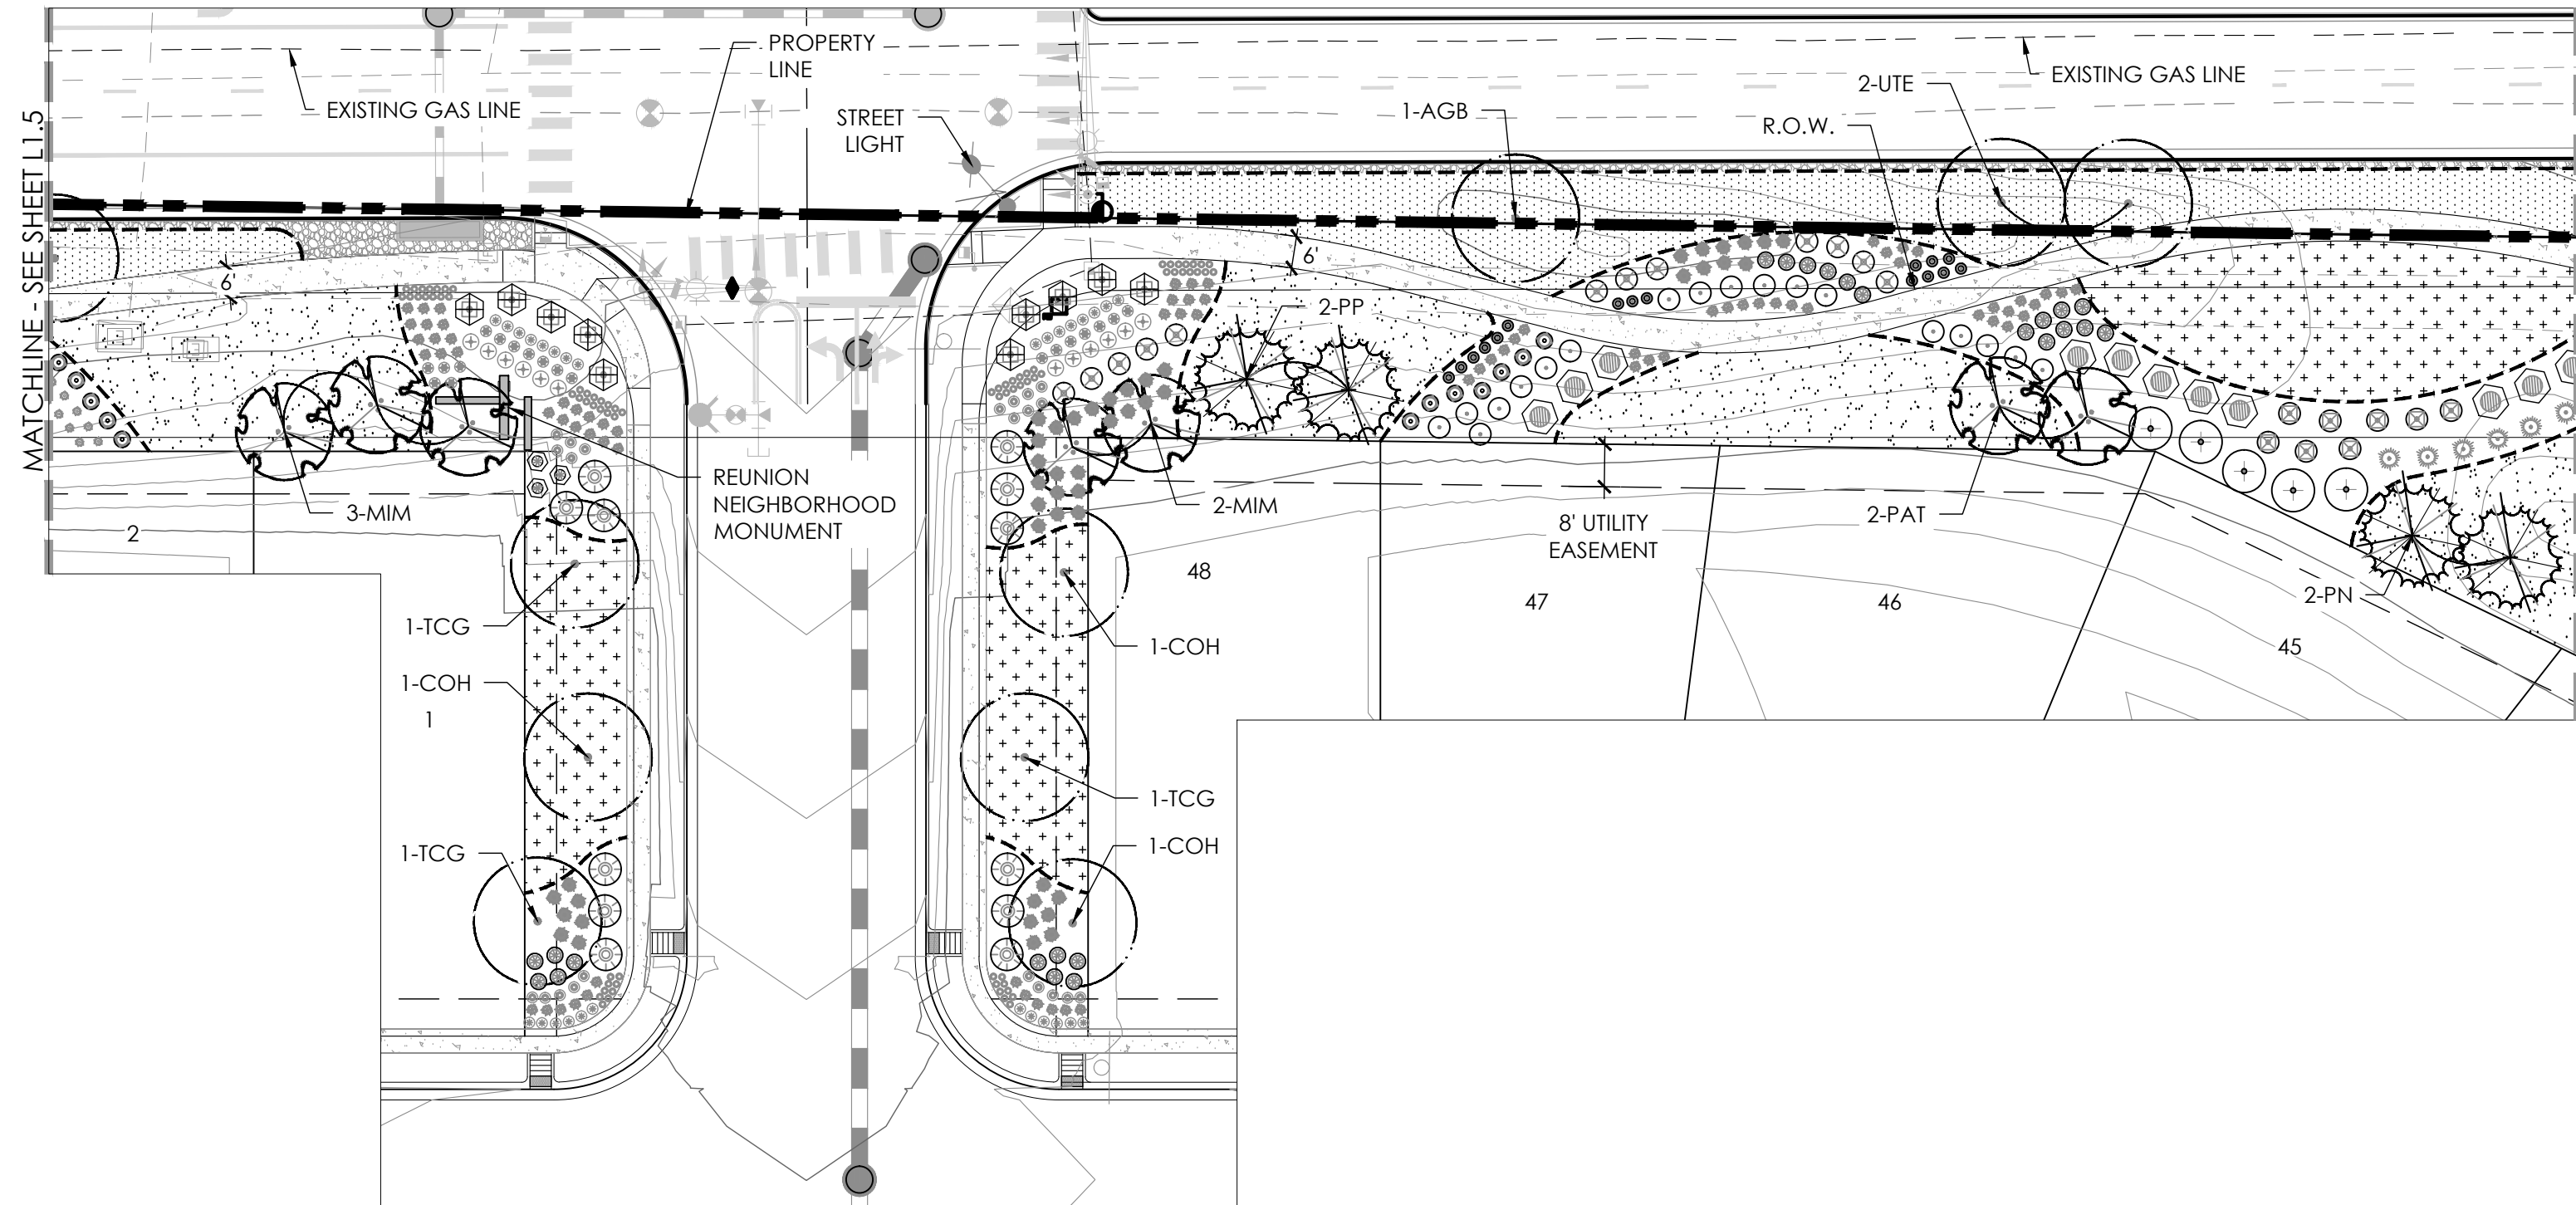 PROPERTY
LINE
EXISTING GAS LINE
2-UTE
EXISTING GAS LINE
STREET
LIGHT
1-AGB
R.O.W.
MATCHLINE - SEE SHEET L1.5
6'
6'
2-PP
REUNION
NEIGHBORHOOD
MONUMENT
3-MIM
2-MIM
8' UTILITY
EASEMENT
2-PAT
2
48
47
46
45
2-PN
1-TCG
1-COH
1-COH
1
1-TCG
1-TCG
1-COH